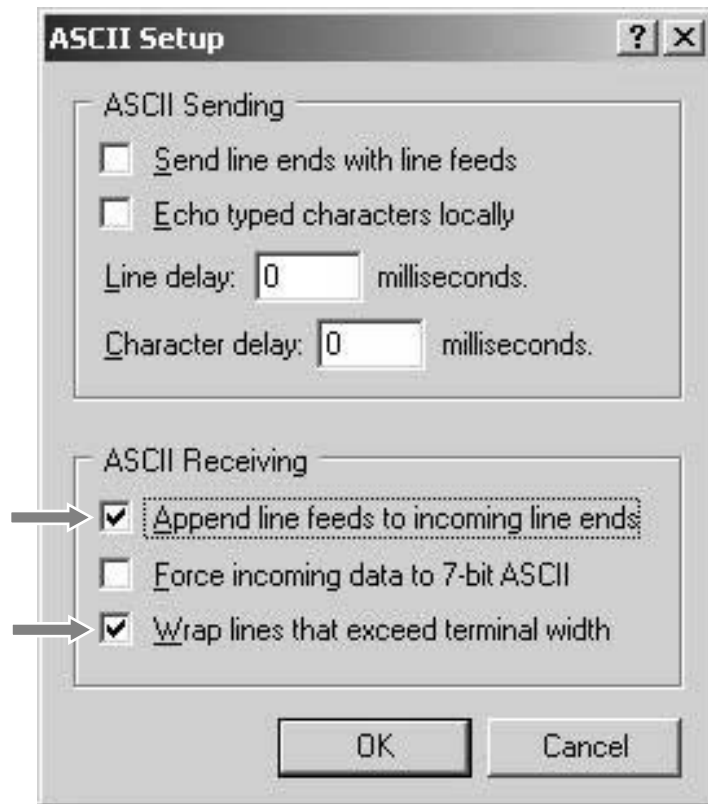 ASCII Setup
ASCII Sending
Send line ends with line feeds
Echo typed characters locally
Line delay: 0 milliseconds.
Character delay: 0 milliseconds.
ASCII Receiving
Append line feeds to incoming line ends
Force incoming data to 7-bit ASCII
Wrap lines that exceed terminal width
OK Cancel